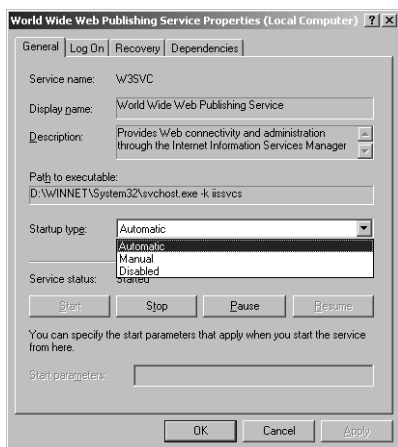 World Wide Web Publishing Service Properties (Local Computer)
General Log On Recovery Dependencies
Service name: W3SVC
Display name: World Wide Web Publishing Service
Description: Provides Web connectivity and administration
through the Internet Information Services Manager
Path to executable:
D:\WINNET\System32\svchost.exe -k iissvcs
Startup type: Automatic
Automatic
Manual
Disabled
Service status: Started
Start Stop Pause Resume
You can specify the start parameters that apply when you start the service
from here.
Start parameters:
OK Cancel Apply